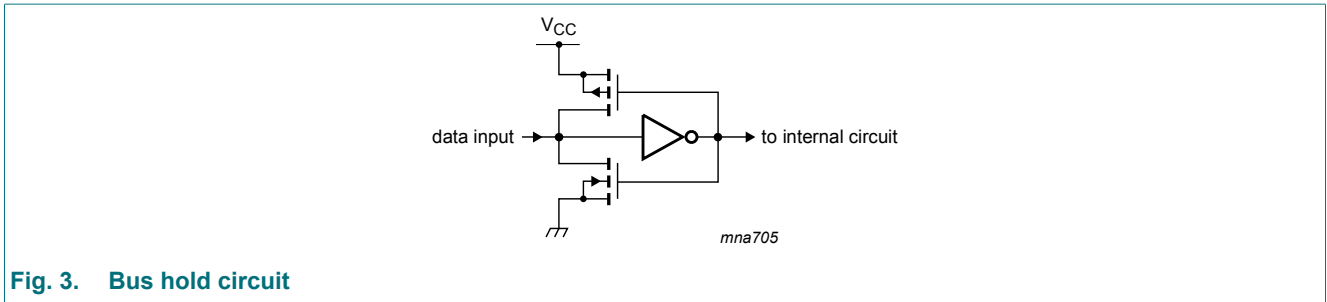 VCC
data input
to internal circuit
mna705
Fig. 3. Bus hold circuit